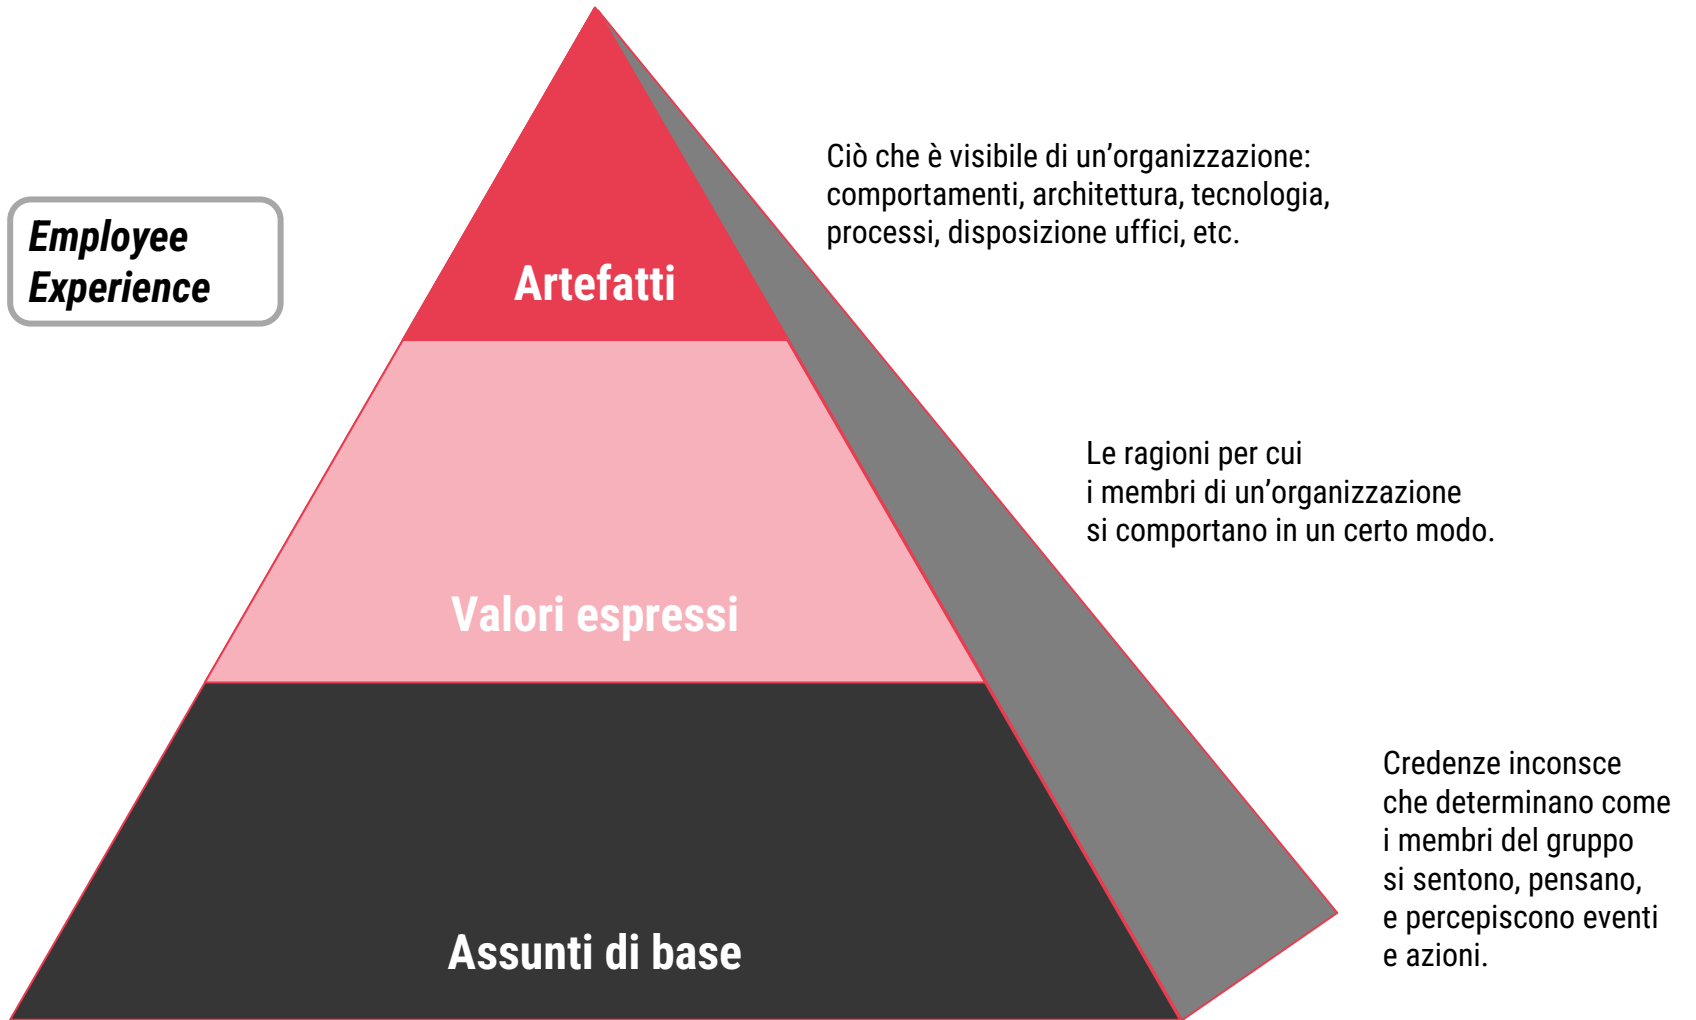 Employee
Experience
Artefatti
Ciò che è visibile di un’organizzazione:
comportamenti, architettura, tecnologia,
processi, disposizione uffici, etc.
Valori espressi
Le ragioni per cui
i membri di un’organizzazione
si comportano in un certo modo.
Assunti di base
Credenze inconsce
che determinano come
i membri del gruppo
si sentono, pensano,
e percepiscono eventi
e azioni.